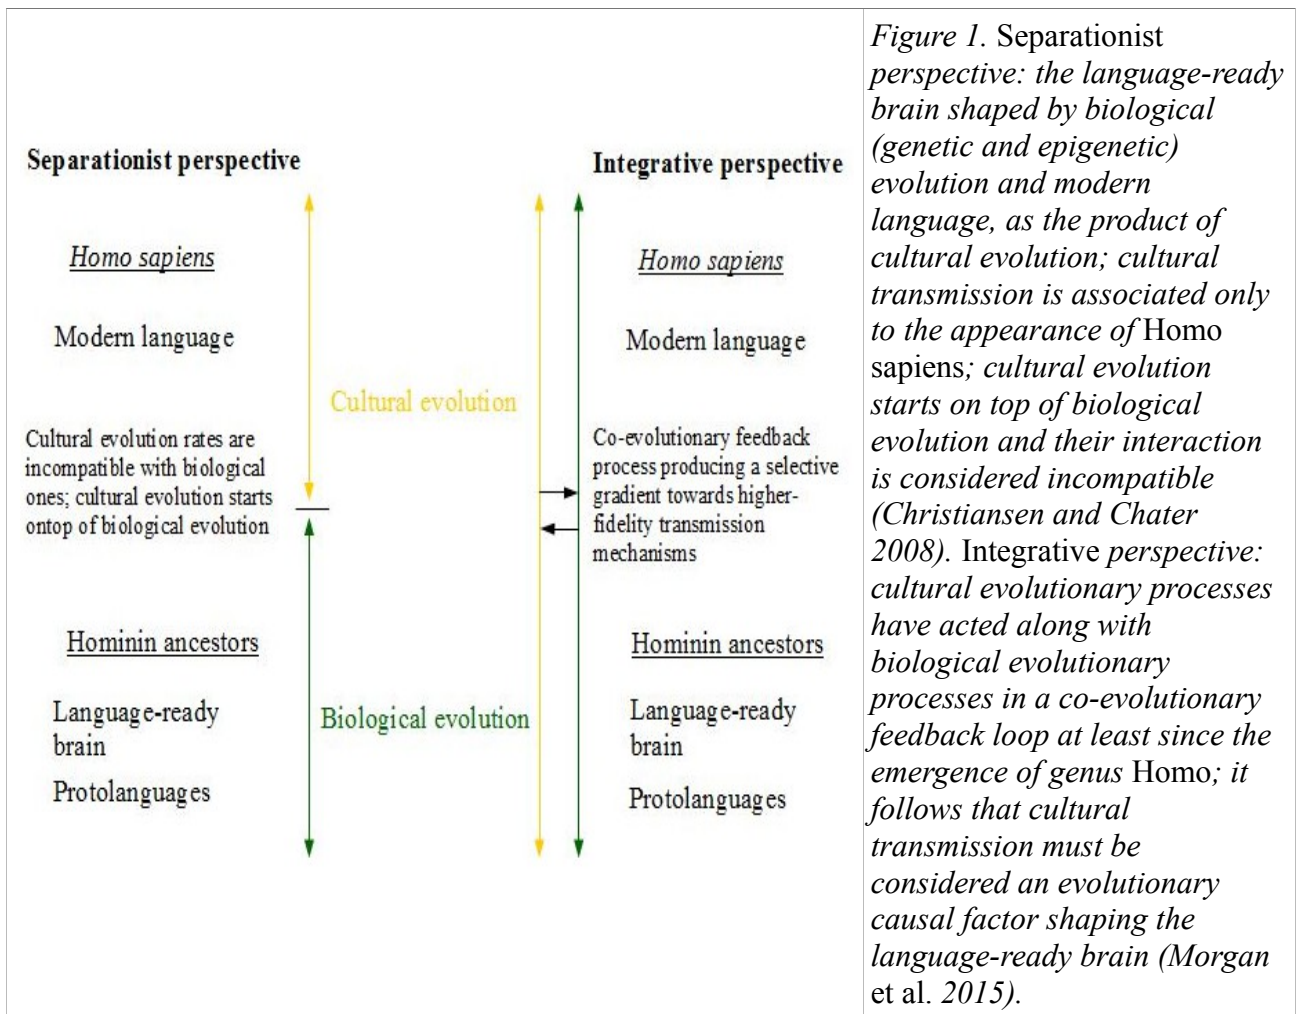 Separationist perspective
Homo sapiens
Modern language
Cultural evolution rates are
incompatible with biological
ones; cultural evolution starts
ontop of biological evolution
Hominin ancestors
Language-ready
brain
Protolanguages
Cultural evolution
Biological evolution
Integrative perspective
Homo sapiens
Modern language
Co-evolutionary feedback
process producing a selective
gradient towards higher-
fidelity transmission
mechanisms
Hominin ancestors
Language-ready
brain
Protolanguages
Figure 1. Separationist
perspective: the language-ready
brain shaped by biological
(genetic and epigenetic)
evolution and modern
language, as the product of
cultural evolution; cultural
transmission is associated only
to the appearance of Homo
sapiens; cultural evolution
starts on top of biological
evolution and their interaction
is considered incompatible
(Christiansen and Chater
2008). Integrative perspective:
cultural evolutionary processes
have acted along with
biological evolutionary
processes in a co-evolutionary
feedback loop at least since the
emergence of genus Homo; it
follows that cultural
transmission must be
considered an evolutionary
causal factor shaping the
language-ready brain (Morgan
et al. 2015).